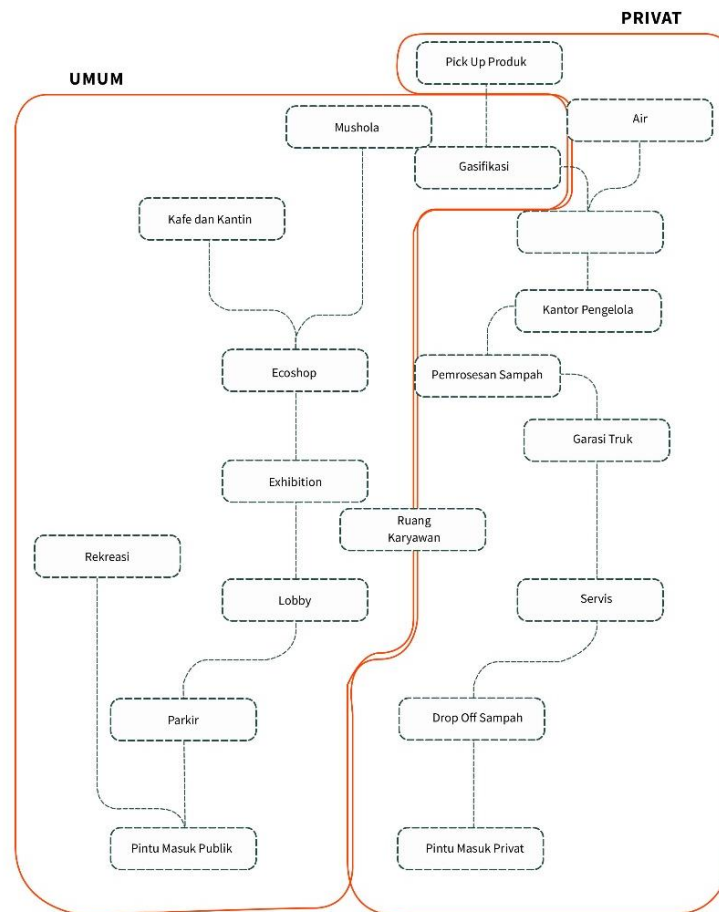 PRIVAT
UMUM
Pick Up Produk
Mushola
Air
Gasifikasi
Kafe dan Kantin
Kantor Pengelola
Ecoshop
Pemrosesan Sampah
Garasi Truk
Exhibition
Ruang
Karyawan
Rekreasi
Lobby
Servis
Parkir
Drop Off Sampah
Pintu Masuk Publik
Pintu Masuk Privat